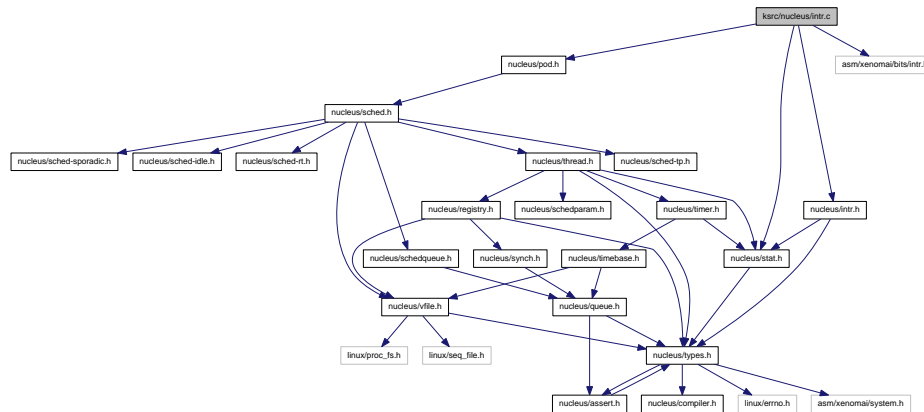 ksrc/nucleus/intr.c
nucleus/pod.h
asm/xenomai/bits/intr.h
nucleus/sched.h
nucleus/sched-sporadic.h
nucleus/sched-idle.h
nucleus/sched-rt.h
nucleus/thread.h
nucleus/sched-tp.h
nucleus/registry.h
nucleus/schedparam.h
nucleus/timer.h
nucleus/intr.h
nucleus/schedqueue.h
nucleus/synch.h
nucleus/timebase.h
nucleus/stat.h
nucleus/vfile.h
nucleus/queue.h
linux/proc_fs.h
linux/seq_file.h
nucleus/types.h
nucleus/assert.h
nucleus/compiler.h
linux/errno.h
asm/xenomai/system.h